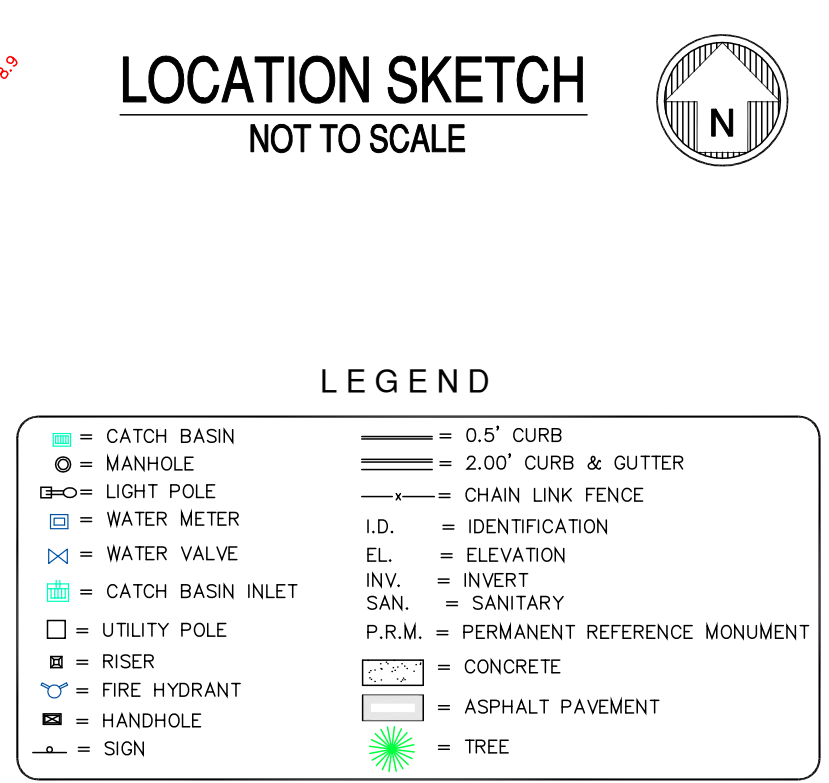 8.9
LOCATION SKETCH
NOT TO SCALE
N
LEGEND
= CATCH BASIN
= MANHOLE
= LIGHT POLE
= WATER METER
= WATER VALVE
= CATCH BASIN INLET
= UTILITY POLE
= RISER
= FIRE HYDRANT
= HANDHOLE
= SIGN
= 0.5' CURB
= 2.00' CURB & GUTTER
x = CHAIN LINK FENCE
I.D. = IDENTIFICATION
EL. = ELEVATION
INV. = INVERT
SAN. = SANITARY
P.R.M. = PERMANENT REFERENCE MONUMENT
= CONCRETE
= ASPHALT PAVEMENT
= TREE